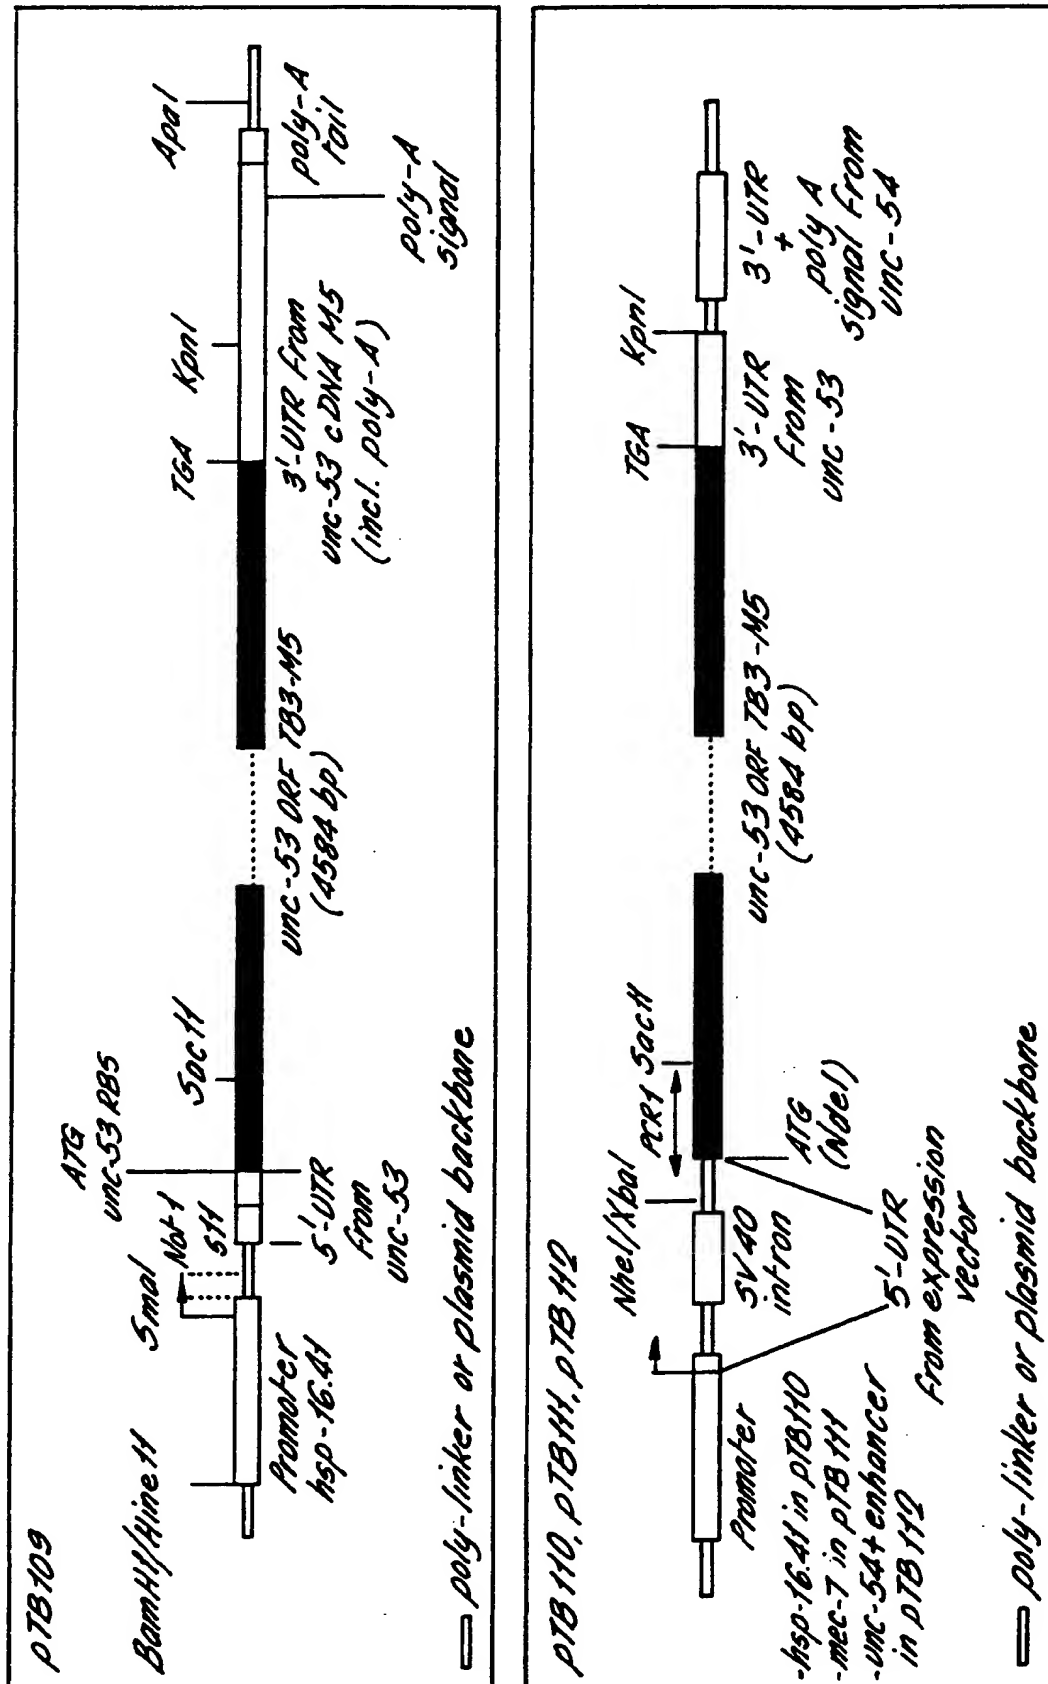 pTB109
BamHI/HincII
SmaI
NotI
SfI
ATG
unc-53 RBS
SacII
TGA
KpnI
ApaI
Promoter
hsp-16.41
5'-UTR
from
unc-53
unc-53 ORF TB3-M5
(4584 bp)
3'-UTR from
unc-53 cDNA M5
(incl. poly-A)
poly-A
signal
poly-A
tail
poly-linker or plasmid backbone
pTB110, pTB111, pTB112
NheI/XbaI
PCR1
SacII
TGA
KpnI
Promoter
-hsp-16.41 in pTB110
-mec-7 in pTB111
-unc-54+enhancer
in pTB112
SV40
intron
ATG
(NdeI)
5'-UTR
from expression
vector
unc-53 ORF TB3-M5
(4584 bp)
3'-UTR
from
unc-53
3'-UTR
+
poly A
signal from
unc-54
poly-linker or plasmid backbone